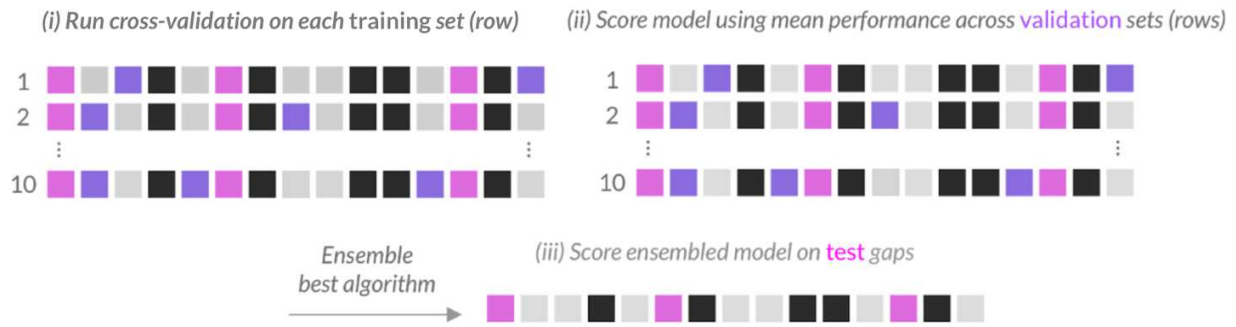 (i) Run cross-validation on each training set (row)
(ii) Score model using mean performance across validation sets (rows)
1
1
2
2
⋮ ⋮
⋮ ⋮
10
10
Ensemble
best algorithm
(iii) Score ensembled model on test gaps